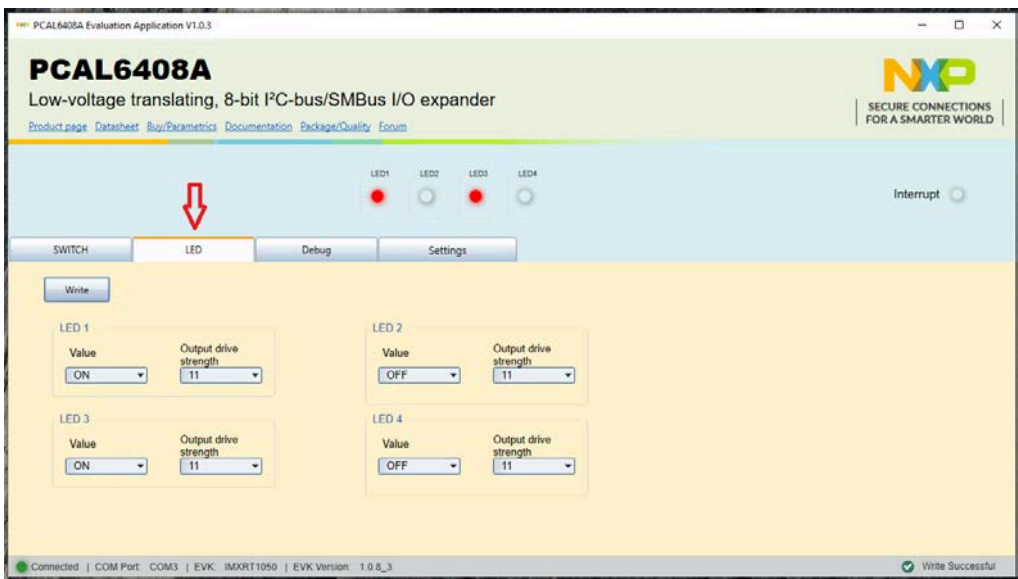 PCAL6408A Evaluation Application V1.0.3
PCAL6408A
Low-voltage translating, 8-bit I²C-bus/SMBus I/O expander
Product page Datasheet Buy/Parametrics Documentation Package/Quality Forum
NXP
SECURE CONNECTIONS
FOR A SMARTER WORLD
LED1 LED2 LED3 LED4
Interrupt
SWITCH LED Debug Settings
Write
LED 1
Value
Output drive
strength
ON 11
LED 2
Value
Output drive
strength
OFF 11
LED 3
Value
Output drive
strength
ON 11
LED 4
Value
Output drive
strength
OFF 11
Connected | COM Port COM3 | EVK IMXRT1050 | EVK Version 1.0.8_3
Write Successful